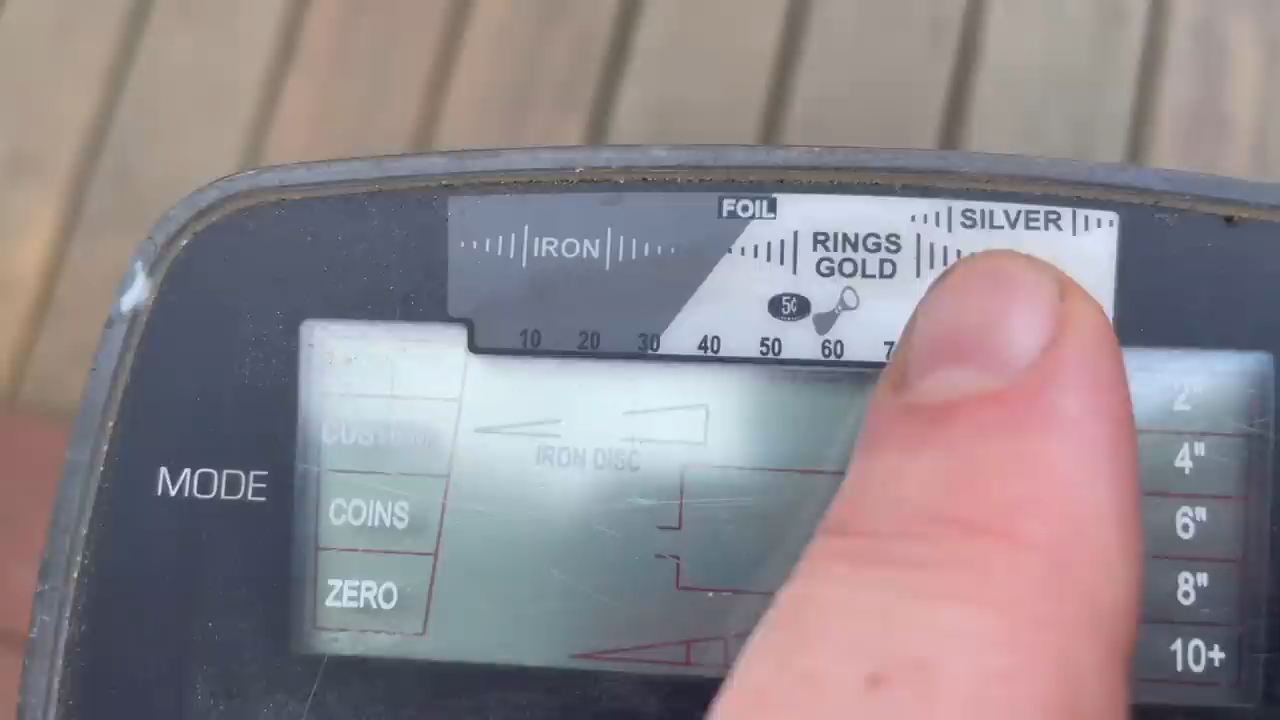 FOIL
SILVER
IRON
RINGS
GOLD
5¢
10 20 30 40 50 60 7
2"
CUSTOM
IRON DISC
4"
MODE
COINS
6"
ZERO
8"
10+